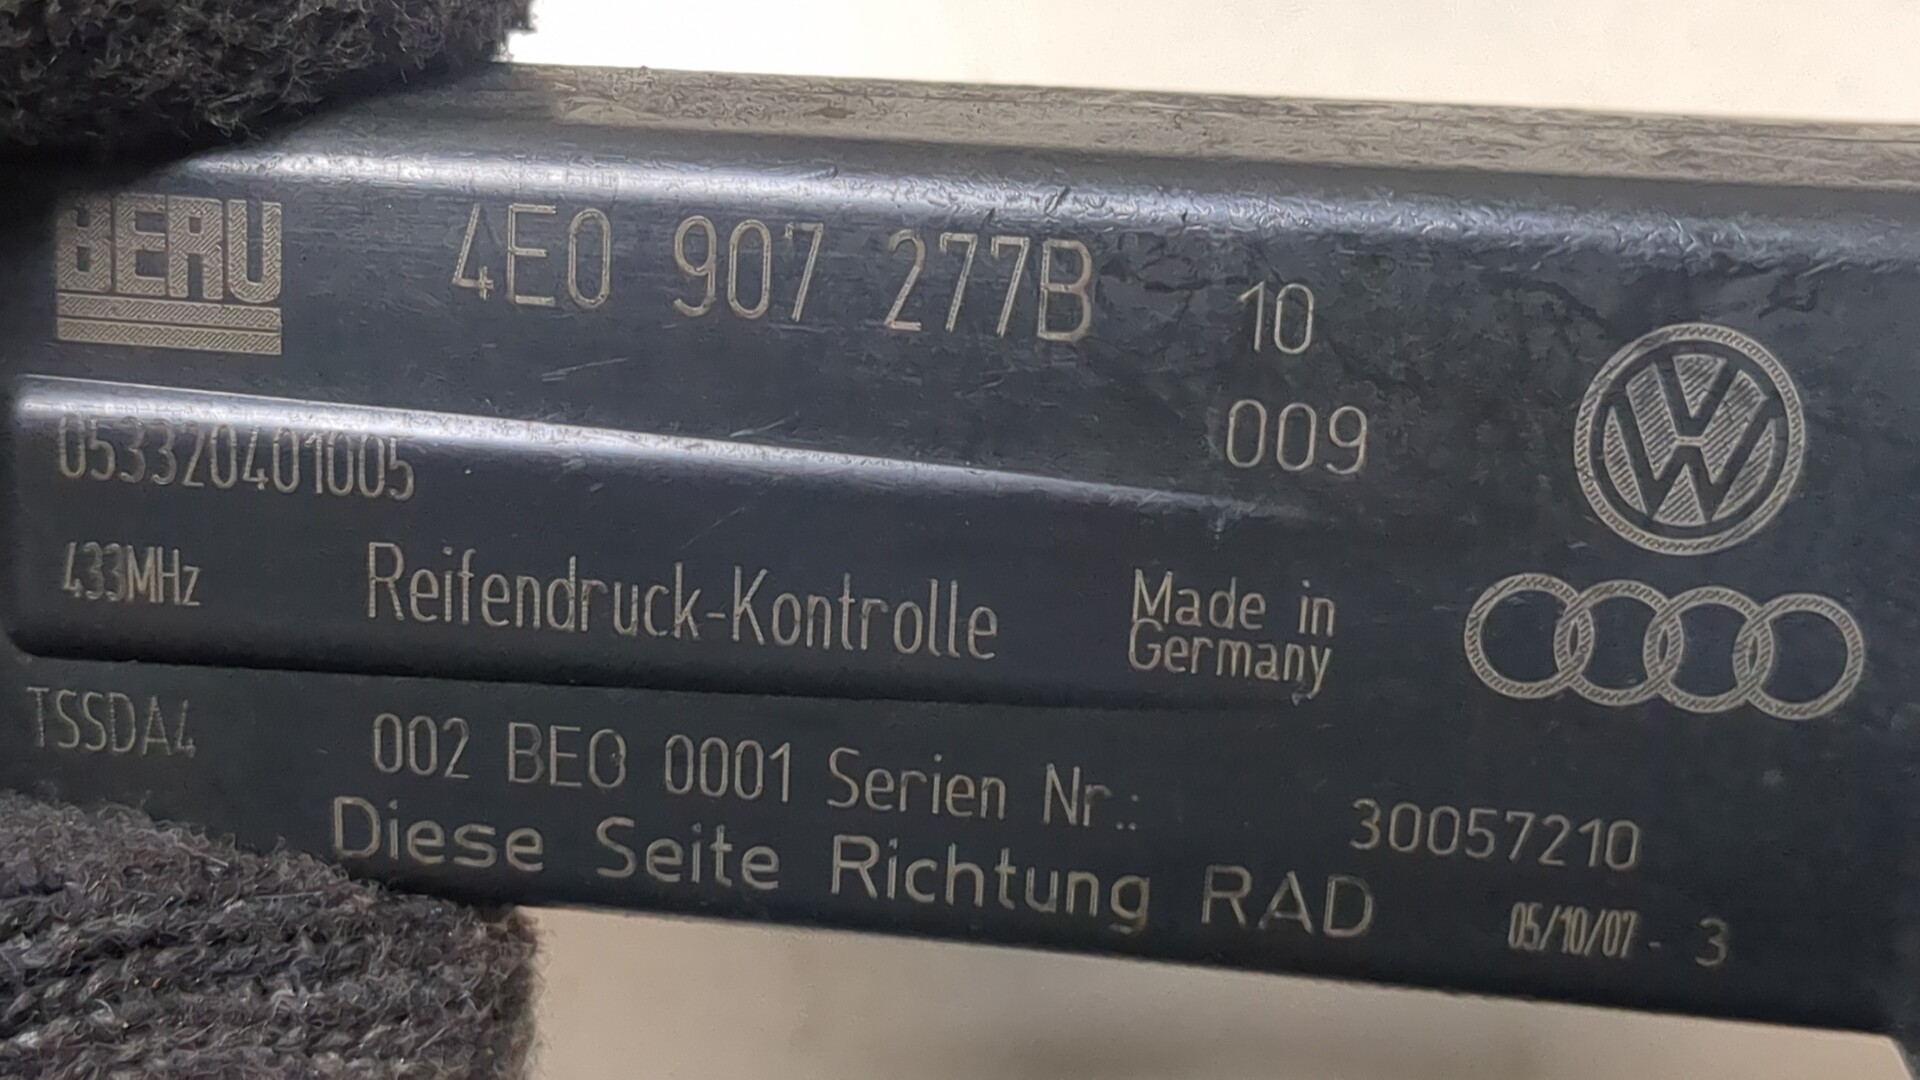 BERU
4E0 907 277B 10
009
053320401005
433MHz Reifendruck-Kontrolle Made in
Germany
TSSDA4 002 BE0 0001 Serien Nr.: 30057210
Diese Seite Richtung RAD 05/10/07 - 3